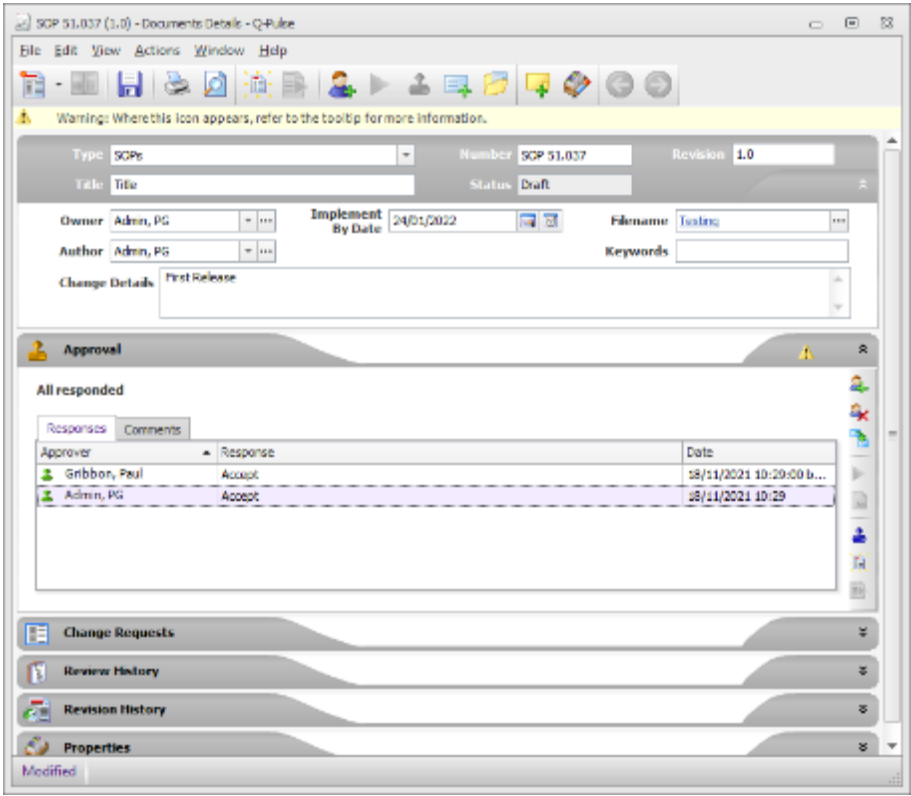 SOP 51.037 (1.0) - Documents Details - Q-Pulse
File Edit View Actions Window Help
Warning: Where this icon appears, refer to the tooltip for more information.
Type SOPs Number SOP 51.037 Revision 1.0
Title Title Status Draft
Owner Admin, PG Implement By Date 24/01/2022 Filename Testing
Author Admin, PG Keywords
Change Details First Release
Approval
All responded
Responses Comments
Approver Response Date
Gribbon, Paul Accept 18/11/2021 10:29:00 b...
Admin, PG Accept 18/11/2021 10:29
Change Requests
Review History
Revision History
Properties
Modified